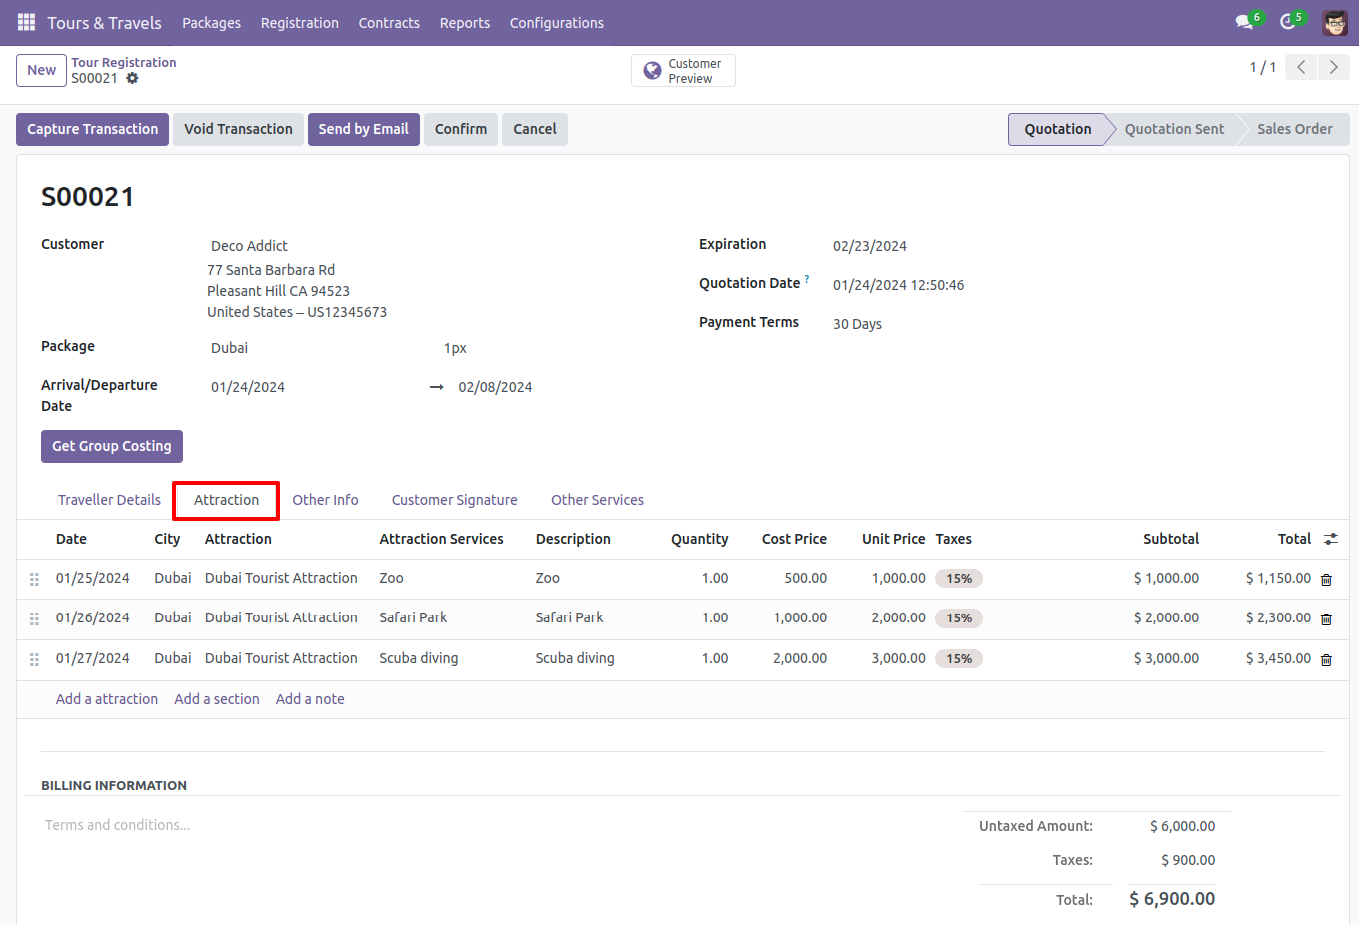 Tours & Travels Packages Registration Contracts Reports Configurations 6 5
New Tour Registration
S00021
Customer Preview
1 / 1
Capture Transaction Void Transaction Send by Email Confirm Cancel Quotation Quotation Sent Sales Order
S00021
Customer Deco Addict
77 Santa Barbara Rd
Pleasant Hill CA 94523
United States – US12345673
Package Dubai 1px
Arrival/Departure Date 01/24/2024 → 02/08/2024
Expiration 02/23/2024
Quotation Date ? 01/24/2024 12:50:46
Payment Terms 30 Days
Get Group Costing
Traveller Details Attraction Other Info Customer Signature Other Services
Date City Attraction Attraction Services Description Quantity Cost Price Unit Price Taxes Subtotal Total
01/25/2024 Dubai Dubai Tourist Attraction Zoo Zoo 1.00 500.00 1,000.00 15% $ 1,000.00 $ 1,150.00
01/26/2024 Dubai Dubai Tourist Attraction Safari Park Safari Park 1.00 1,000.00 2,000.00 15% $ 2,000.00 $ 2,300.00
01/27/2024 Dubai Dubai Tourist Attraction Scuba diving Scuba diving 1.00 2,000.00 3,000.00 15% $ 3,000.00 $ 3,450.00
Add a attraction Add a section Add a note
BILLING INFORMATION
Terms and conditions...
Untaxed Amount: $ 6,000.00
Taxes: $ 900.00
Total: $ 6,900.00